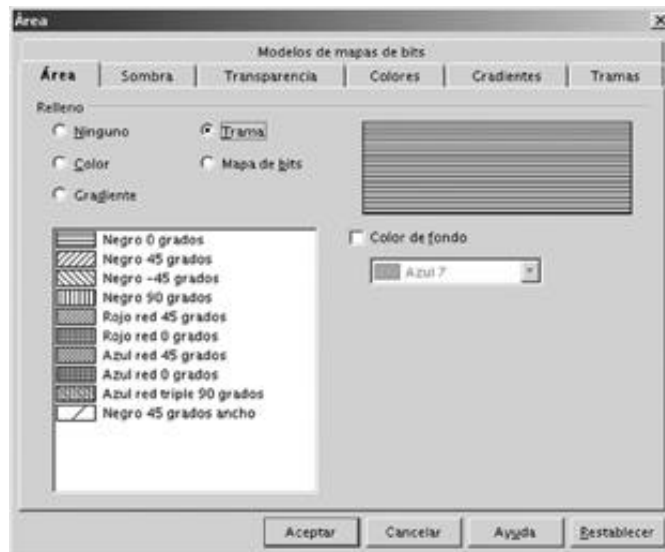 Área
Modelos de mapas de bits
Área Sombra Transparencia Colores Gradientes Tramas
Relleno
Ninguno Trama
Color Mapa de bits
Gradiente
Negro 0 grados
Negro 45 grados
Negro -45 grados
Negro 90 grados
Rojo red 45 grados
Rojo red 0 grados
Azul red 45 grados
Azul red 0 grados
Azul red triple 90 grados
Negro 45 grados ancho
Color de fondo
Azul 7
Aceptar Cancelar Ayuda Restablecer